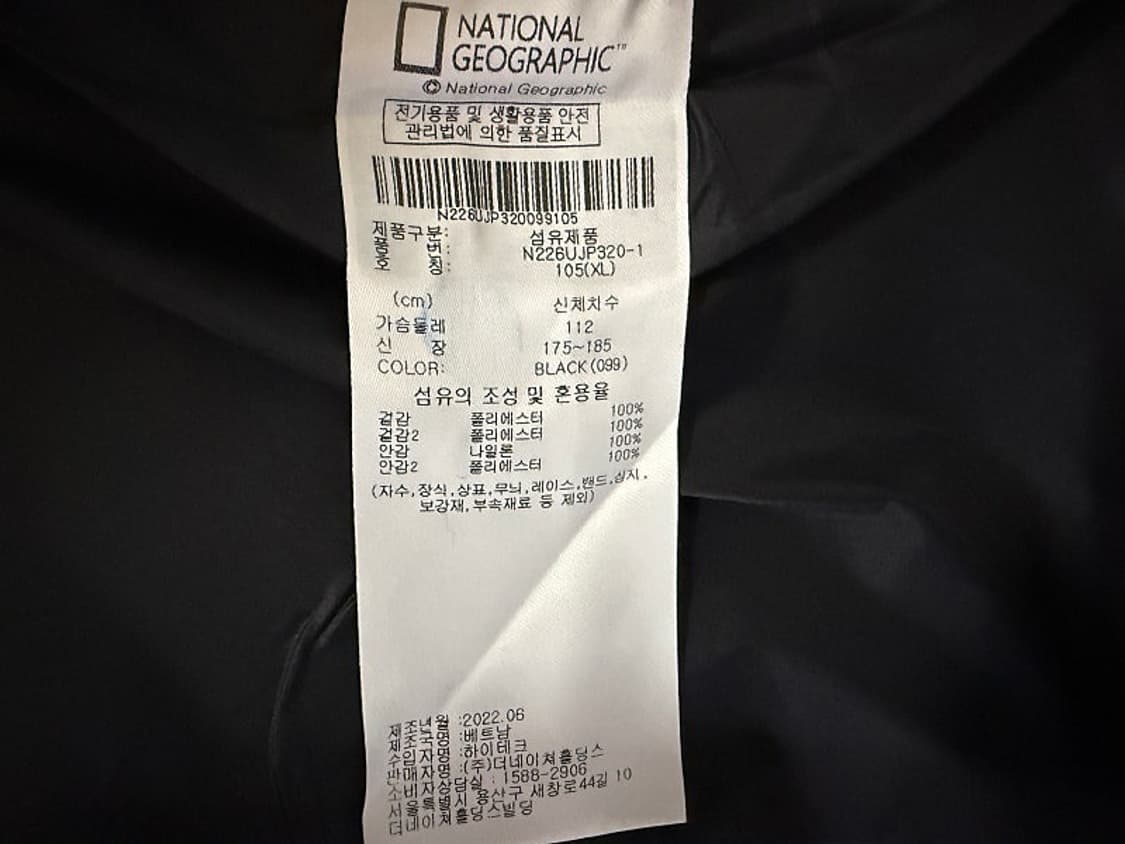 NATIONAL
GEOGRAPHIC™
© National Geographic
전기용품 및 생활용품 안전
관리법에 의한 품질표시
N226UJP320099105
제품구분: 섬유제품
품 번: N226UJP320-1
호 칭: 105(XL)
(cm) 신체치수
가슴둘레 112
신 장 175~185
COLOR: BLACK(099)
섬유의 조성 및 혼용율
겉감 폴리에스터 100%
겉감2 폴리에스터 100%
안감 나일론 100%
안감2 폴리에스터 100%
(자수,장식,상표,무늬,레이스,밴드,심지,
보강재,부속재료 등 제외)
제조년월 :2022.06
제조국명 :베트남
수입자명 :하이테크
판매자명 :(주)더네이쳐홀딩스
소비자상담실 : 1588-2906
서울특별시 용산구 새창로44길 10
더네이쳐홀딩스빌딩